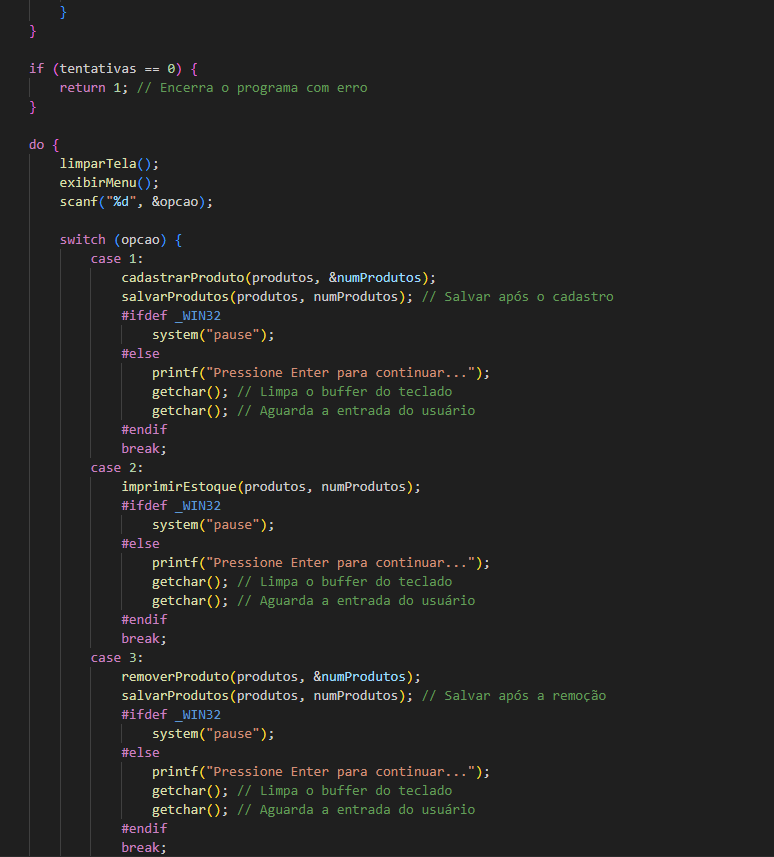 }
}
if (tentativas == 0) {
return 1; // Encerra o programa com erro
}
do {
limparTela();
exibirMenu();
scanf("%d", &opcao);
switch (opcao) {
case 1:
cadastrarProduto(produtos, &numProdutos);
salvarProdutos(produtos, numProdutos); // Salvar após o cadastro
#ifdef _WIN32
system("pause");
#else
printf("Pressione Enter para continuar...");
getchar(); // Limpa o buffer do teclado
getchar(); // Aguarda a entrada do usuário
#endif
break;
case 2:
imprimirEstoque(produtos, numProdutos);
#ifdef _WIN32
system("pause");
#else
printf("Pressione Enter para continuar...");
getchar(); // Limpa o buffer do teclado
getchar(); // Aguarda a entrada do usuário
#endif
break;
case 3:
removerProduto(produtos, &numProdutos);
salvarProdutos(produtos, numProdutos); // Salvar após a remoção
#ifdef _WIN32
system("pause");
#else
printf("Pressione Enter para continuar...");
getchar(); // Limpa o buffer do teclado
getchar(); // Aguarda a entrada do usuário
#endif
break;